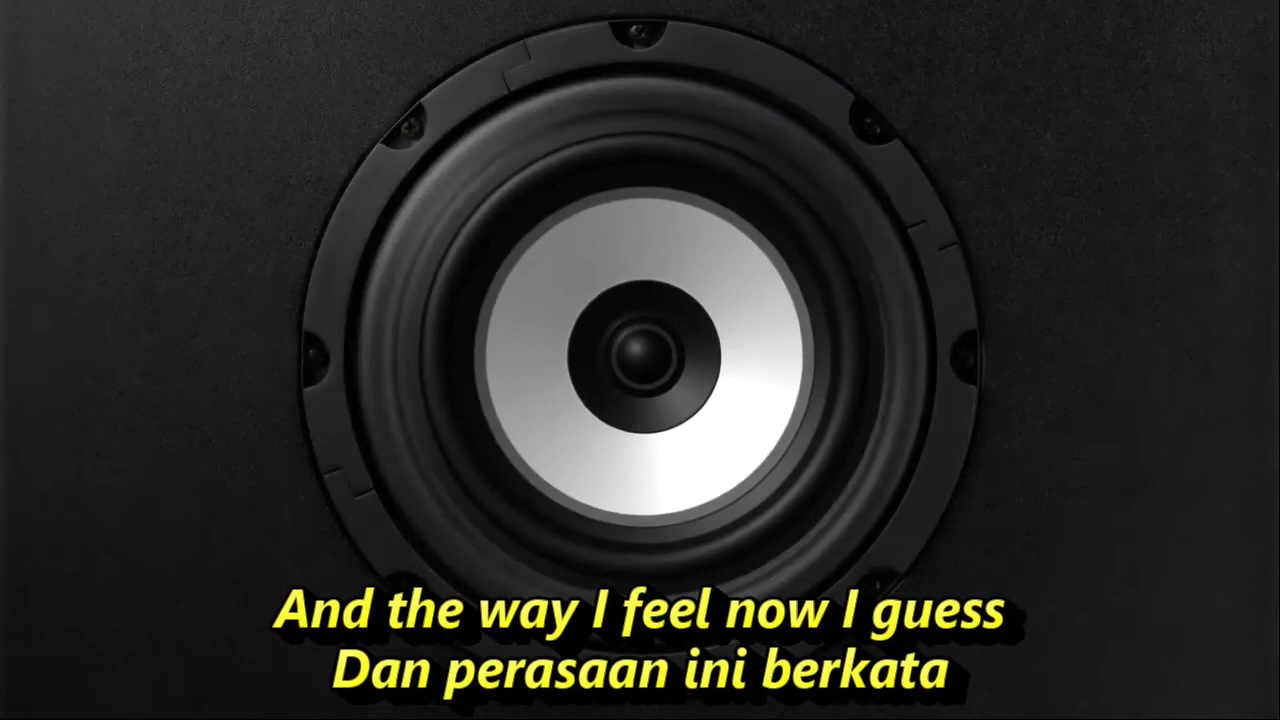 And the way I feel now I guess
Dan perasaan ini berkata